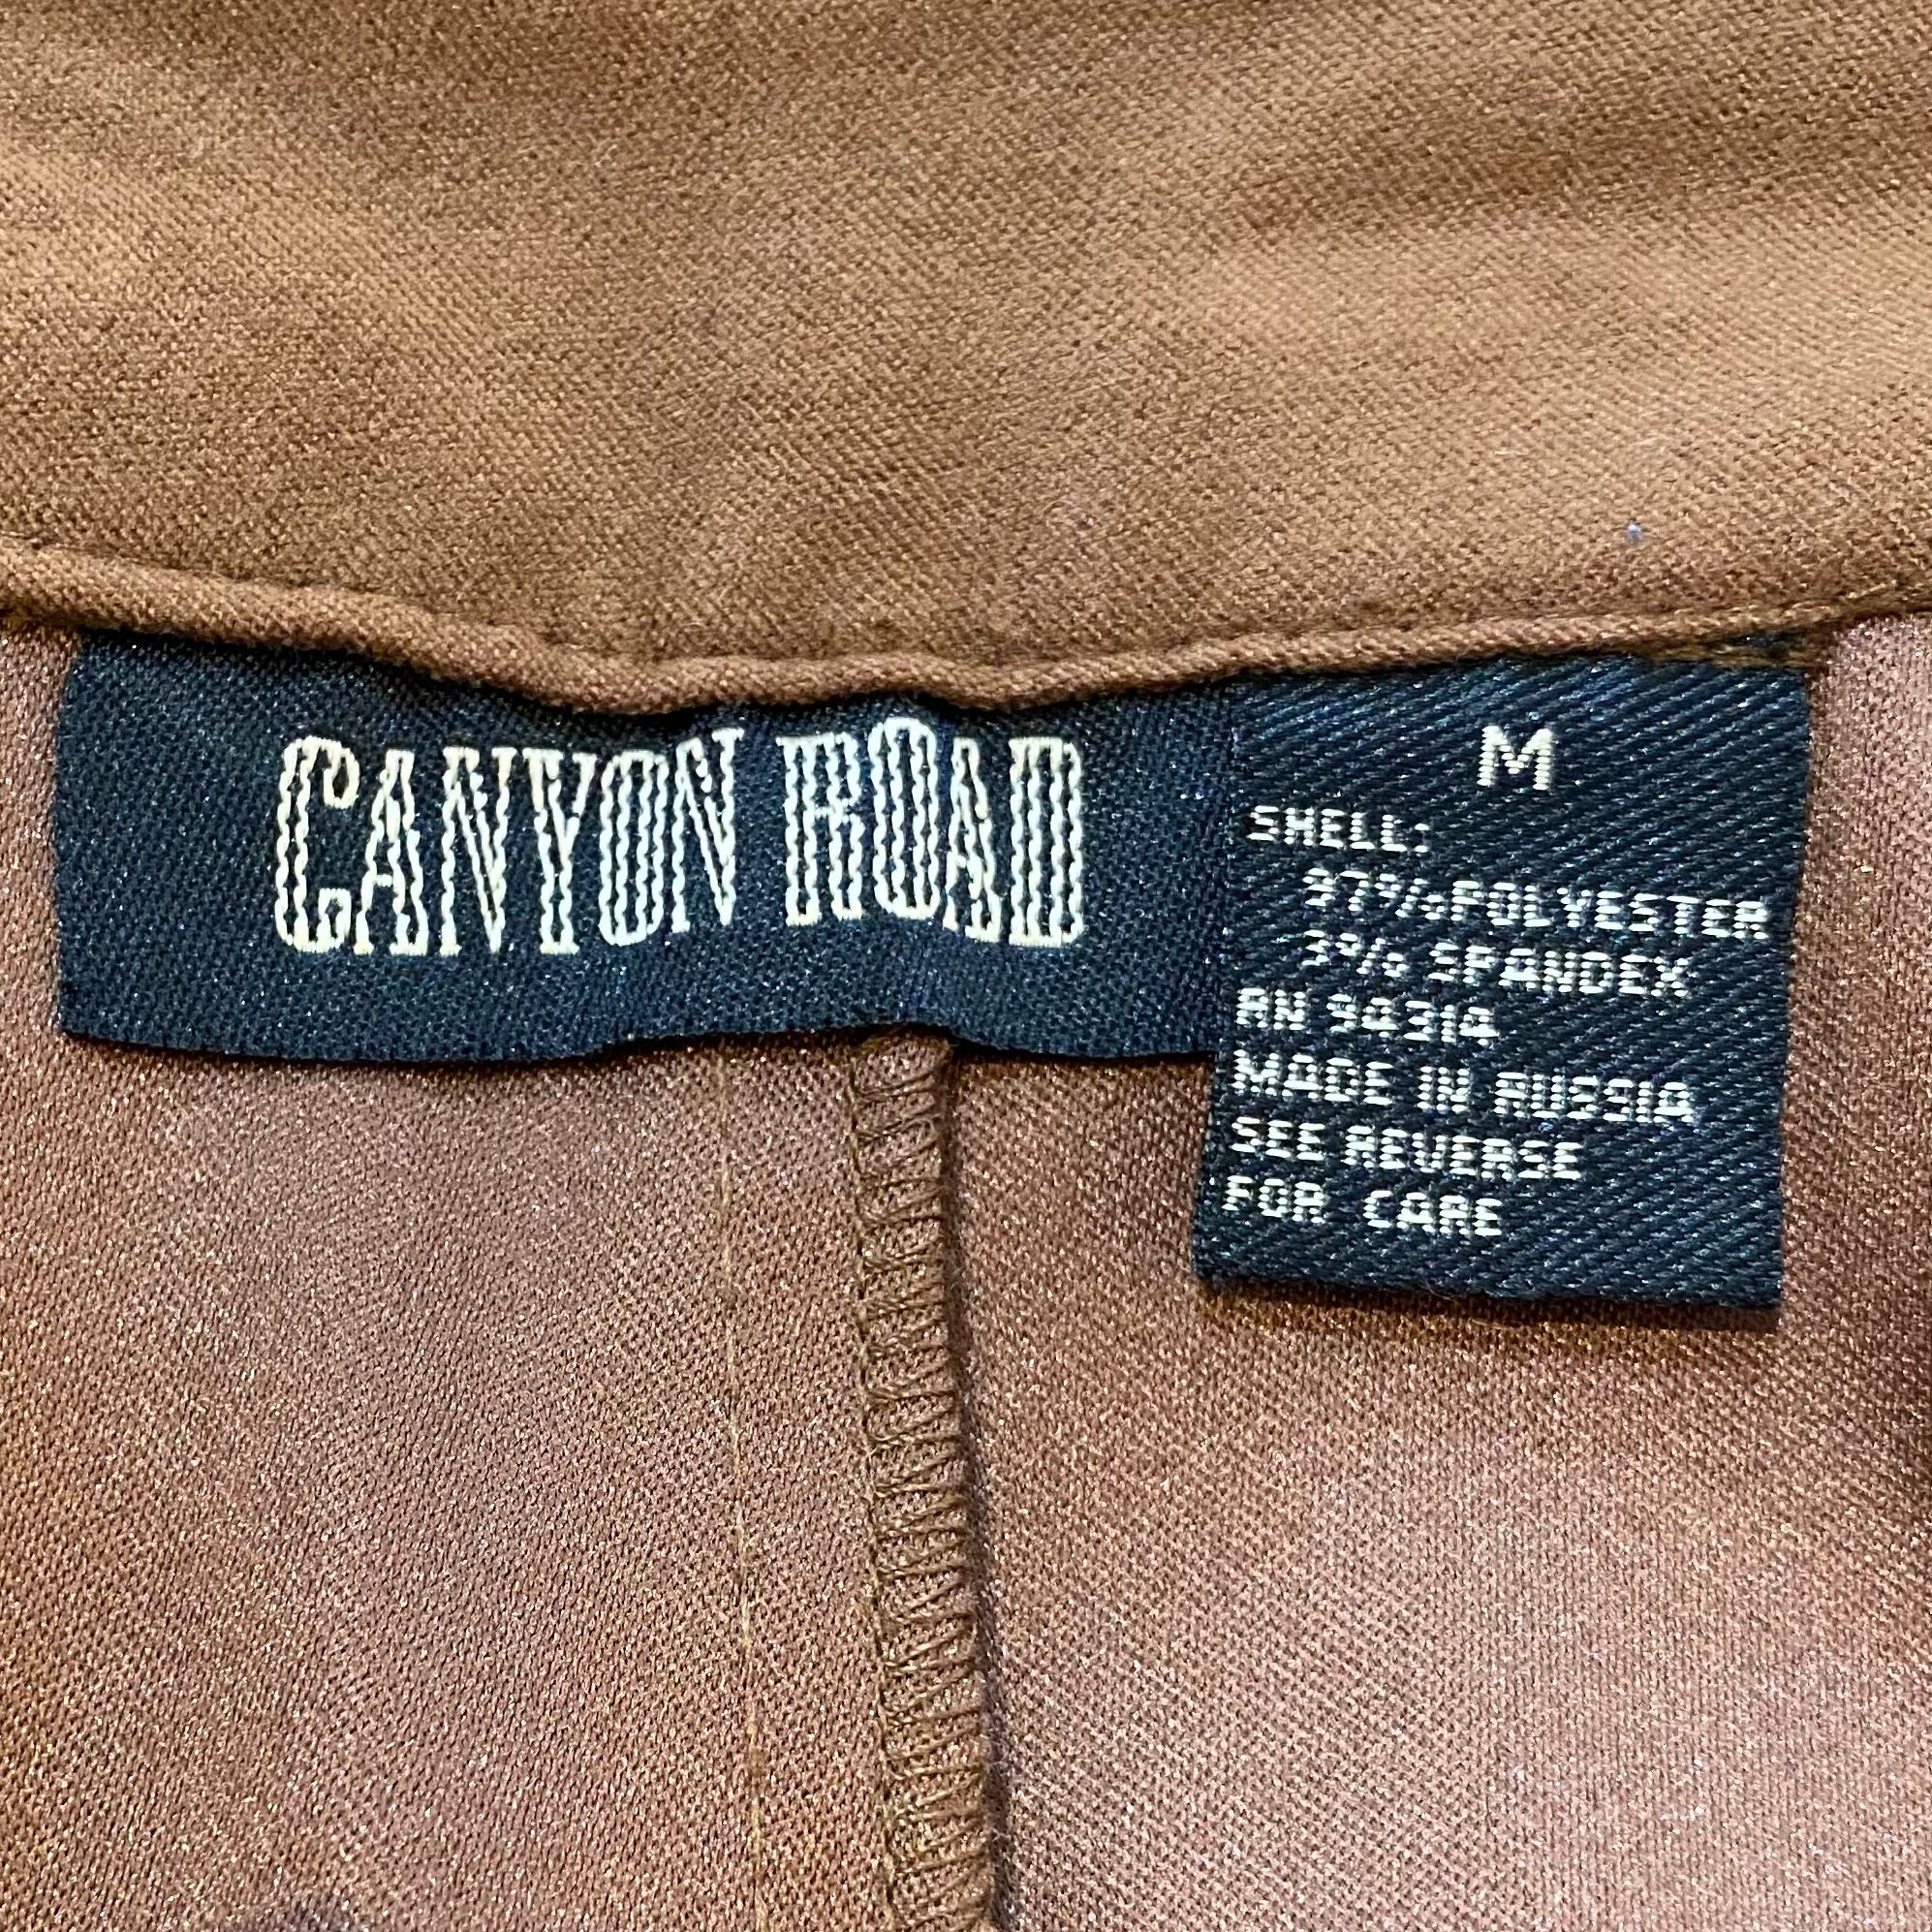 CANYON ROAD
M
SHELL:
97% POLYESTER
3% SPANDEX
RN 94314
MADE IN RUSSIA
SEE REVERSE
FOR CARE